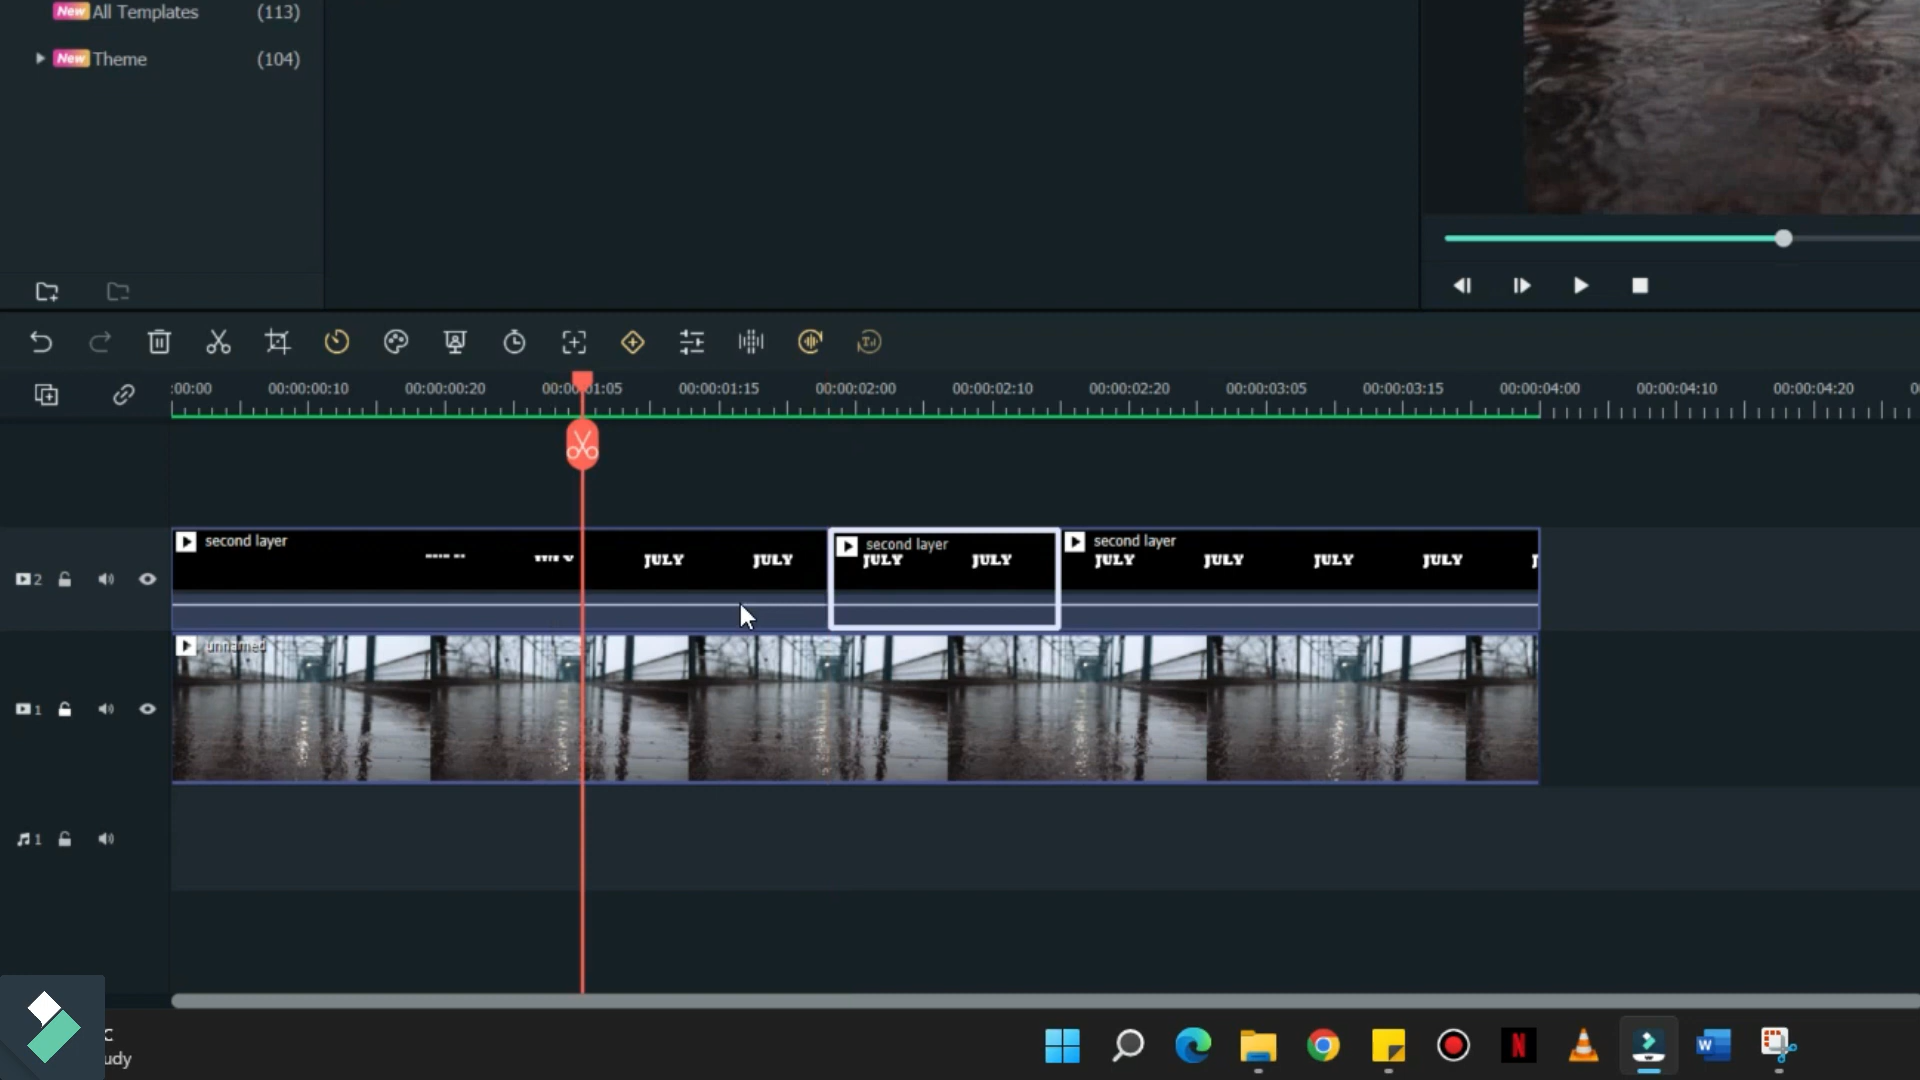 New All Templates (113)
New Theme (104)
:00:00 00:00:00:10 00:00:00:20 00:00:01:05 00:00:01:15 00:00:02:00 00:00:02:10 00:00:02:20 00:00:03:05 00:00:03:15 00:00:04:00 00:00:04:10 00:00:04:20
second layer second layer second layer
JULY JULY JULY JULY JULY JULY JULY JULY
2
unnamed
1
1
C
udy
N
W